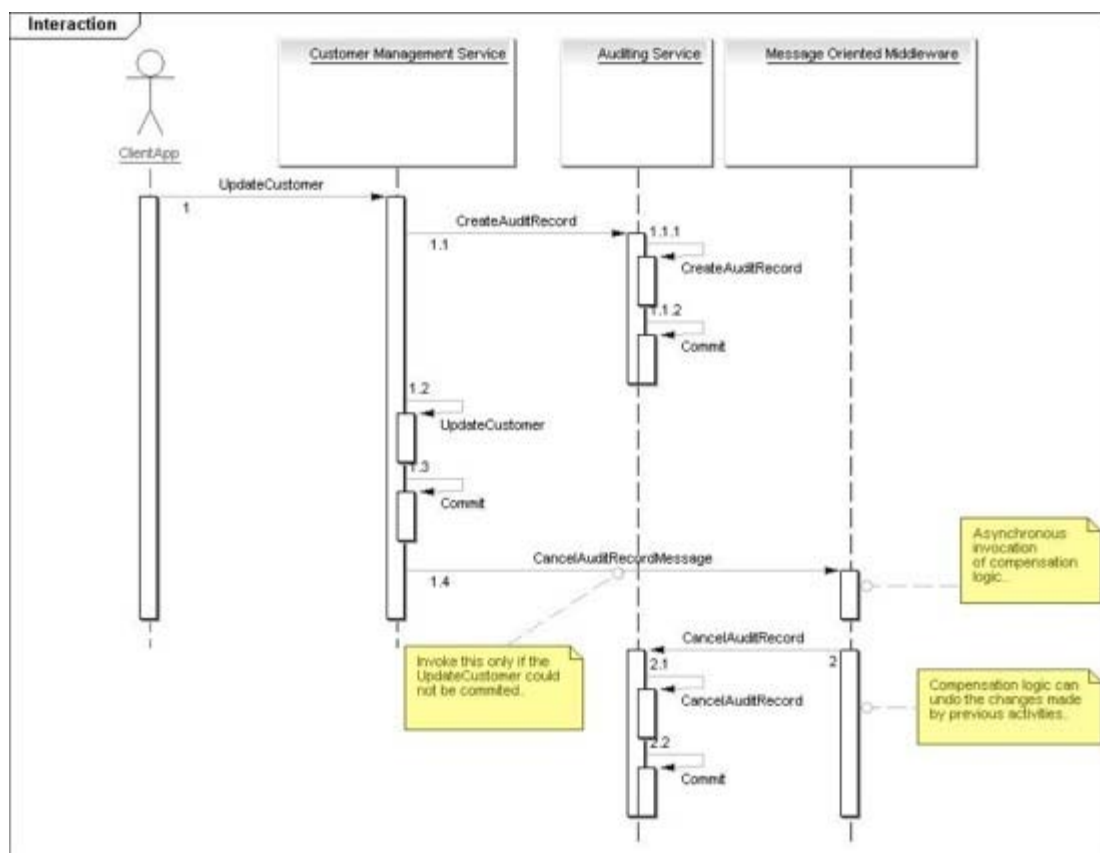 Interaction
Customer Management Service
Auditing Service
Message Oriented Middleware
ClientApp
UpdateCustomer
1
CreateAuditRecord
1.1
1.1.1
CreateAuditRecord
1.1.2
Commit
1.2
UpdateCustomer
1.3
Commit
CancelAuditRecordMessage
1.4
Asynchronous
invocation
of compensation
logic..
CancelAuditRecord
2
Invoke this only if the
UpdateCustomer could
not be commited.
2.1
CancelAuditRecord
Compensation logic can
undo the changes made
by previous activities.
2.2
Commit